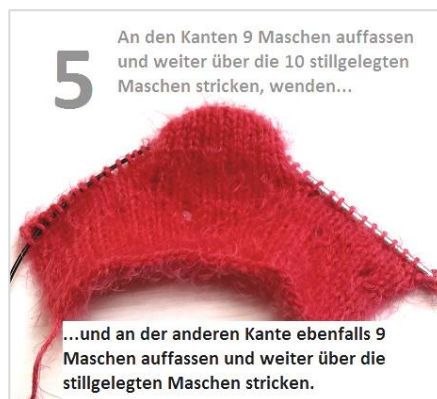 5
An den Kanten 9 Maschen auffassen
und weiter über die 10 stillgelegten
Maschen stricken, wenden...
...und an der anderen Kante ebenfalls 9
Maschen auffassen und weiter über die
stillgelegten Maschen stricken.